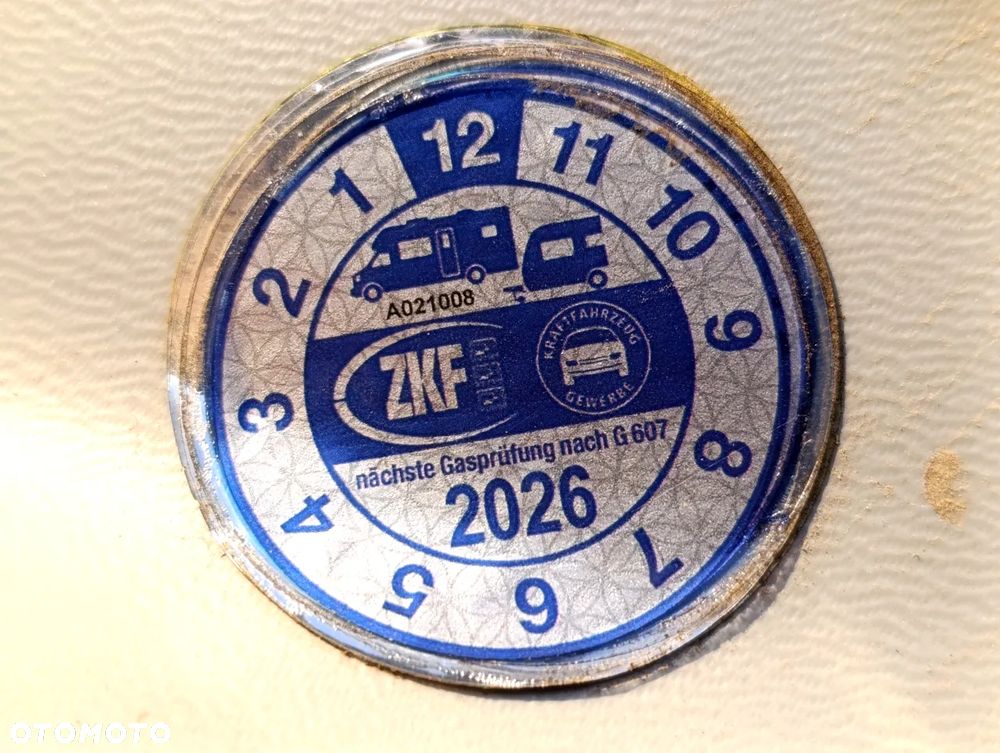 12
11
10
9
8
7
6
5
4
3
2
1
A021008
ZKF
KRAFTFAHRZEUG
GEWERBE
nächste Gasprüfung nach G 607
2026
OTOMOTO